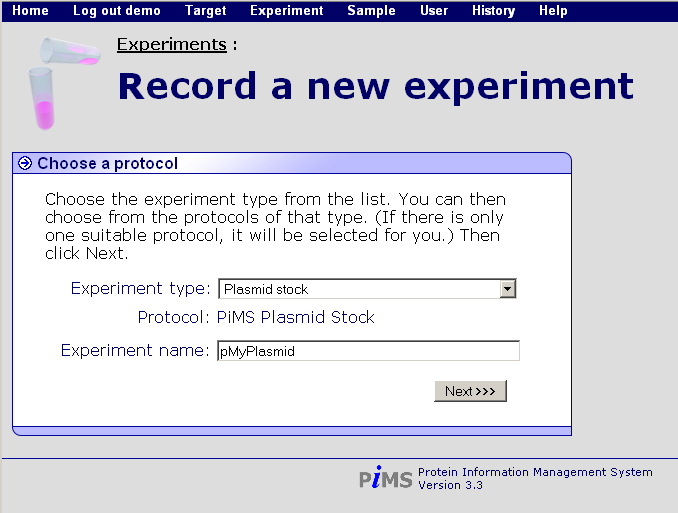 Home Log out demo Target Experiment Sample User History Help
Experiments :
Record a new experiment
Choose a protocol
Choose the experiment type from the list. You can then
choose from the protocols of that type. (If there is only
one suitable protocol, it will be selected for you.) Then
click Next.
Experiment type: Plasmid stock
Protocol: PiMS Plasmid Stock
Experiment name: pMyPlasmid
Next >>>
PiMS Protein Information Management System
Version 3.3